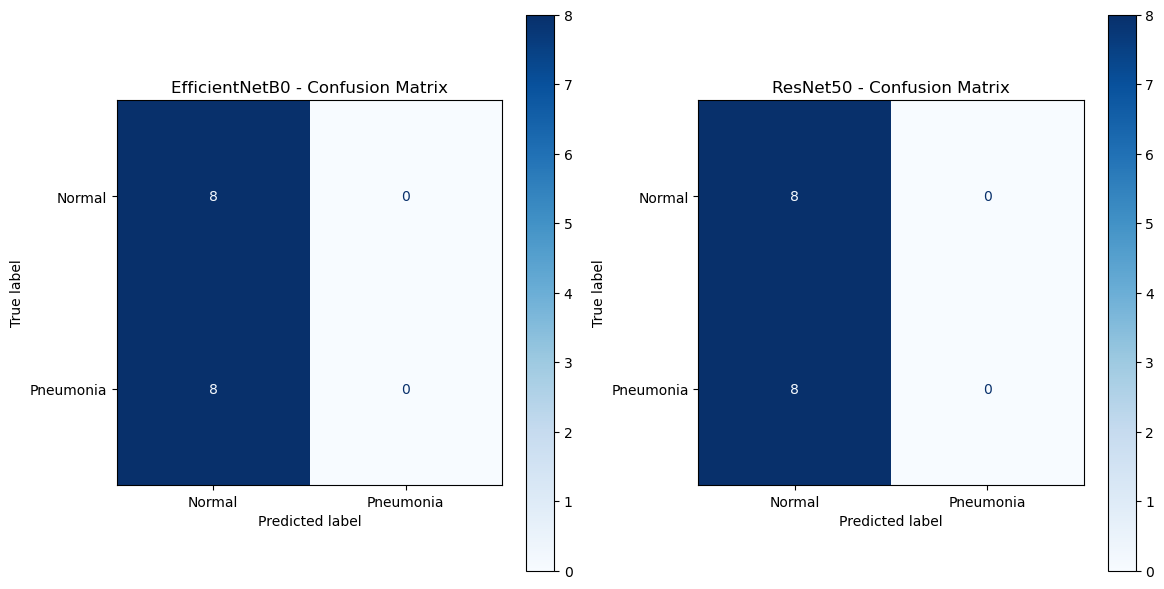 EfficientNetB0 - Confusion Matrix
True label
Normal
Pneumonia
8 0
8 0
Normal Pneumonia
Predicted label
8
7
6
5
4
3
2
1
0
ResNet50 - Confusion Matrix
True label
Normal
Pneumonia
8 0
8 0
Normal Pneumonia
Predicted label
8
7
6
5
4
3
2
1
0